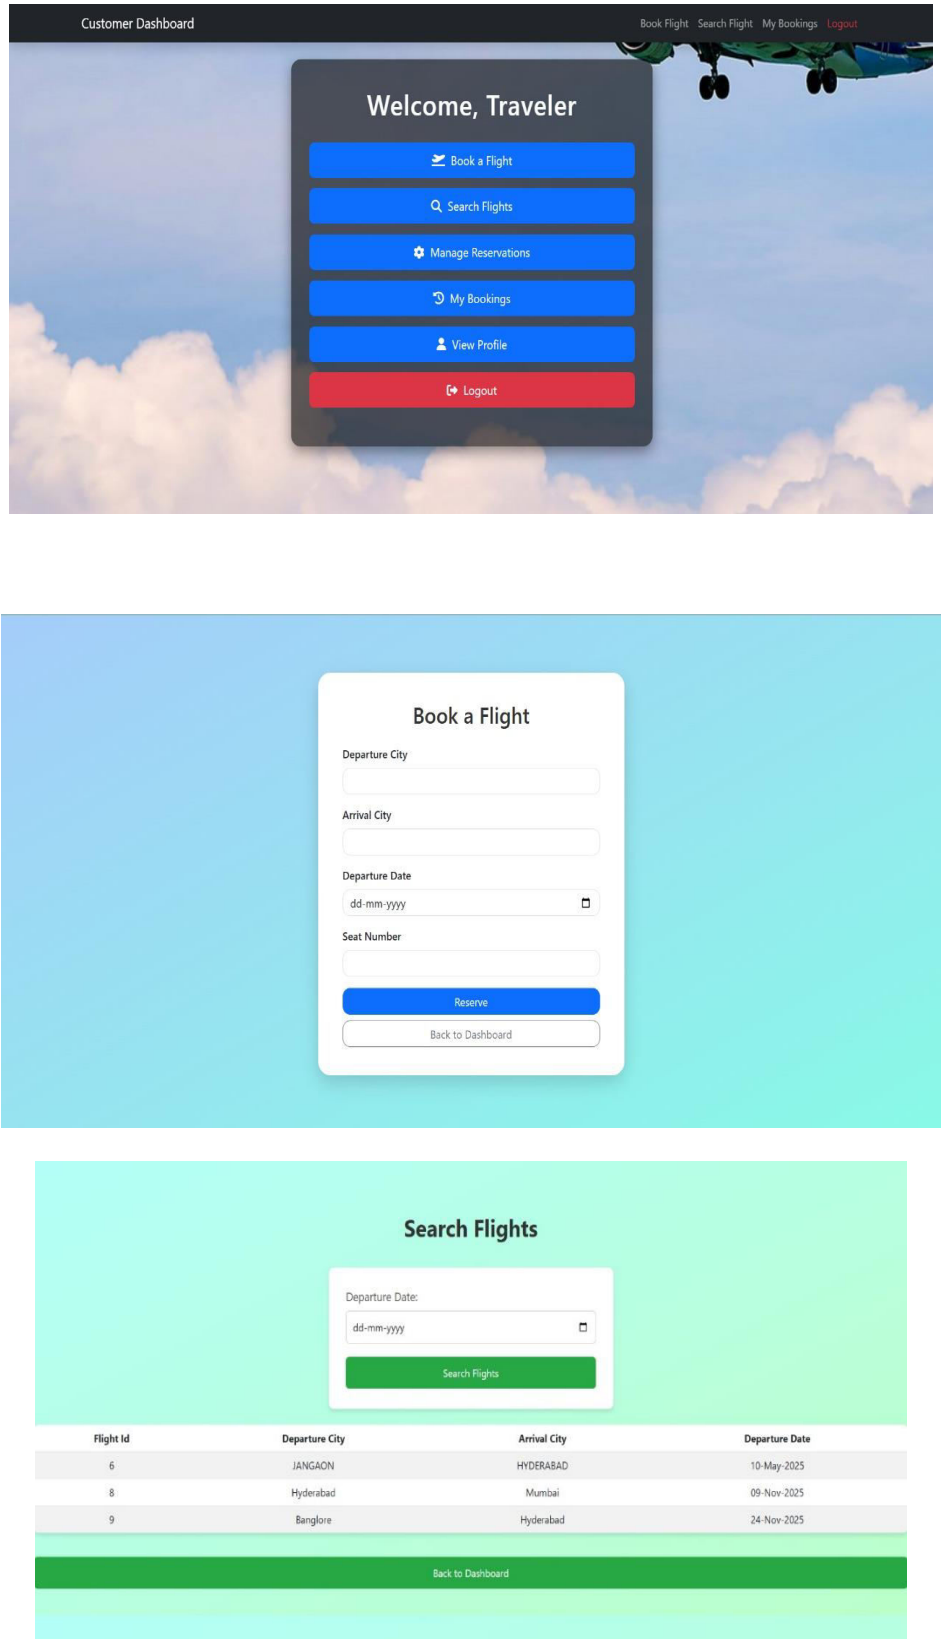 Customer Dashboard Book Flight Search Flight My Bookings Logout
Welcome, Traveler
Book a Flight
Search Flights
Manage Reservations
My Bookings
View Profile
Logout
Book a Flight
Departure City
Arrival City
Departure Date
dd-mm-yyyy
Seat Number
Reserve
Back to Dashboard
Search Flights
Departure Date:
dd-mm-yyyy
Search Flights
Flight Id Departure City Arrival City Departure Date
6 JANGAON HYDERABAD 10-May-2025
8 Hyderabad Mumbai 09-Nov-2025
9 Banglore Hyderabad 24-Nov-2025
Back to Dashboard